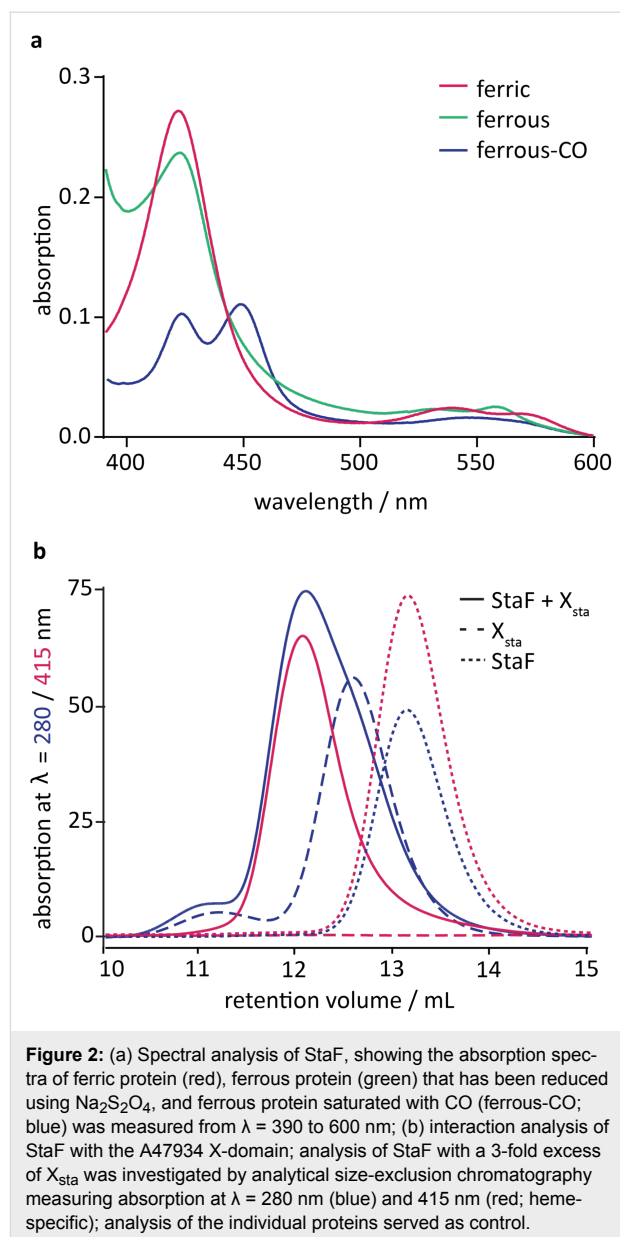 a
0.3
ferric
ferrous
ferrous-CO
0.2
absorption
0.1
0.0
400 450 500 550 600
wavelength / nm
b
75
StaF + Xsta
Xsta
StaF
absorption at λ = 280 / 415 nm
50
25
0
10 11 12 13 14 15
retention volume / mL
Figure 2: (a) Spectral analysis of StaF, showing the absorption spec-
tra of ferric protein (red), ferrous protein (green) that has been reduced
using Na2S2O4, and ferrous protein saturated with CO (ferrous-CO;
blue) was measured from λ = 390 to 600 nm; (b) interaction analysis of
StaF with the A47934 X-domain; analysis of StaF with a 3-fold excess
of Xsta was investigated by analytical size-exclusion chromatography
measuring absorption at λ = 280 nm (blue) and 415 nm (red; heme-
specific); analysis of the individual proteins served as control.